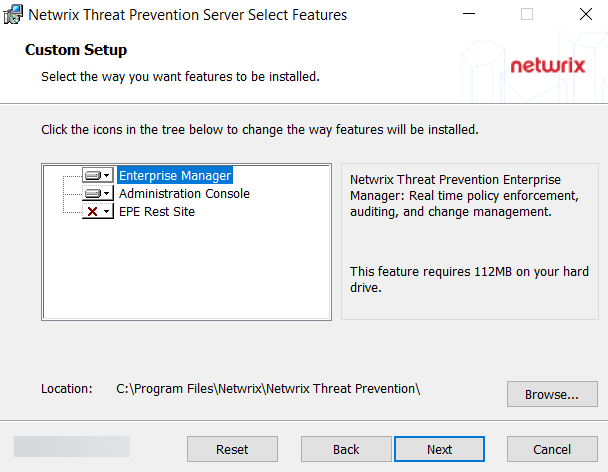 Netwrix Threat Prevention Server Select Features
Custom Setup
Select the way you want features to be installed.
netwrix
Click the icons in the tree below to change the way features will be installed.
Enterprise Manager
Administration Console
EPE Rest Site
Netwrix Threat Prevention Enterprise
Manager: Real time policy enforcement,
auditing, and change management.
This feature requires 112MB on your hard
drive.
Location: C:\Program Files\Netwrix\Netwrix Threat Prevention\
Browse...
Reset
Back
Next
Cancel